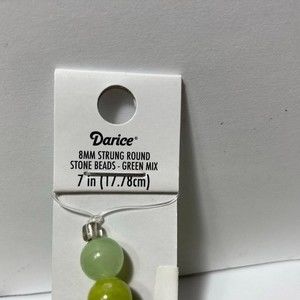 Darice®
8MM STRUNG ROUND
STONE BEADS - GREEN MIX
7 in (17.78cm)